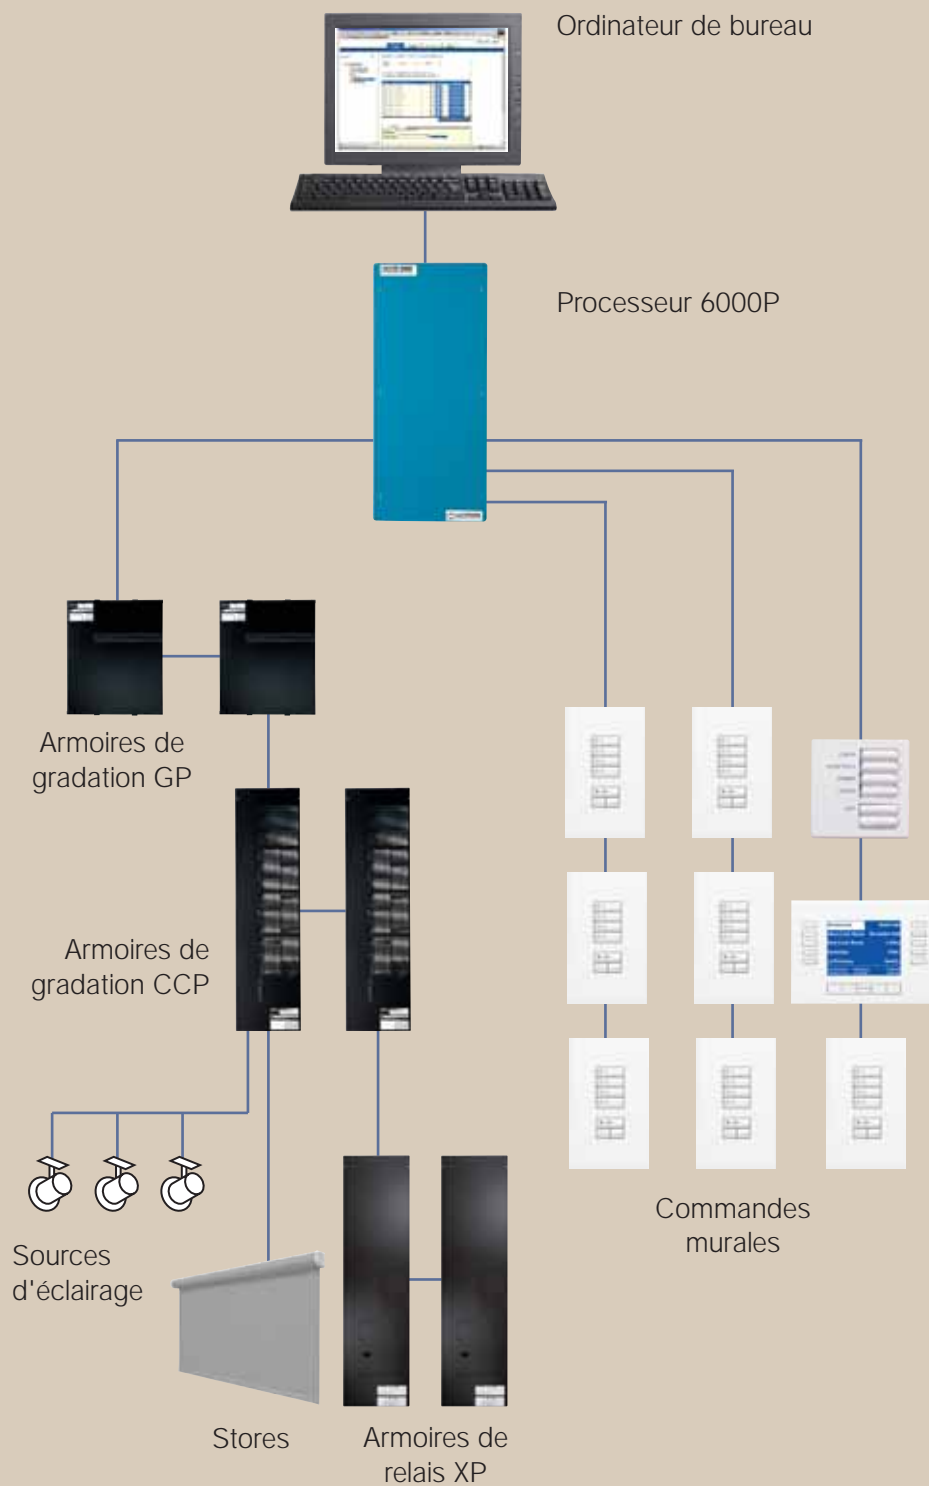 Ordinateur de bureau
Processeur 6000P
Armoires de
gradation GP
Armoires de
gradation CCP
Commandes
murales
Sources
d'éclairage
Stores
Armoires de
relais XP